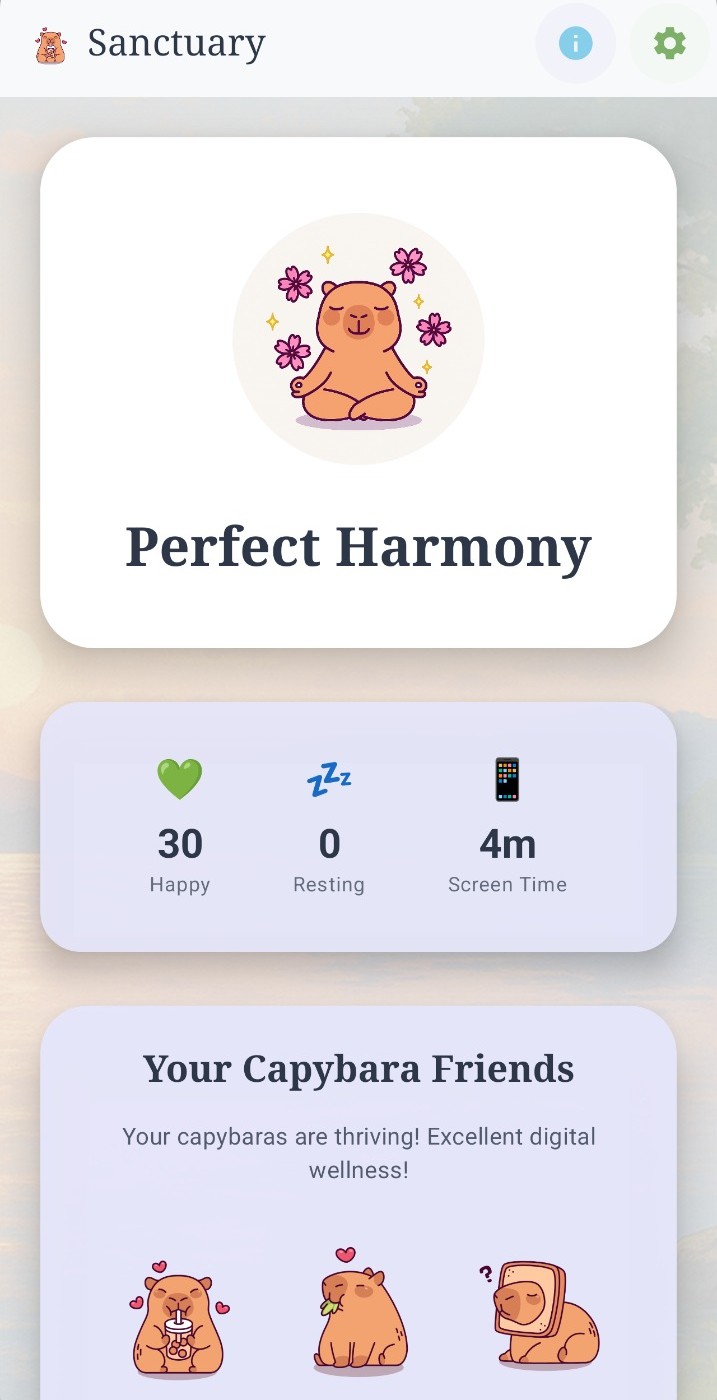 Sanctuary
Perfect Harmony
30
0
4m
Happy
Resting
Screen Time
Your Capybara Friends
Your capybaras are thriving! Excellent digital
wellness!
?